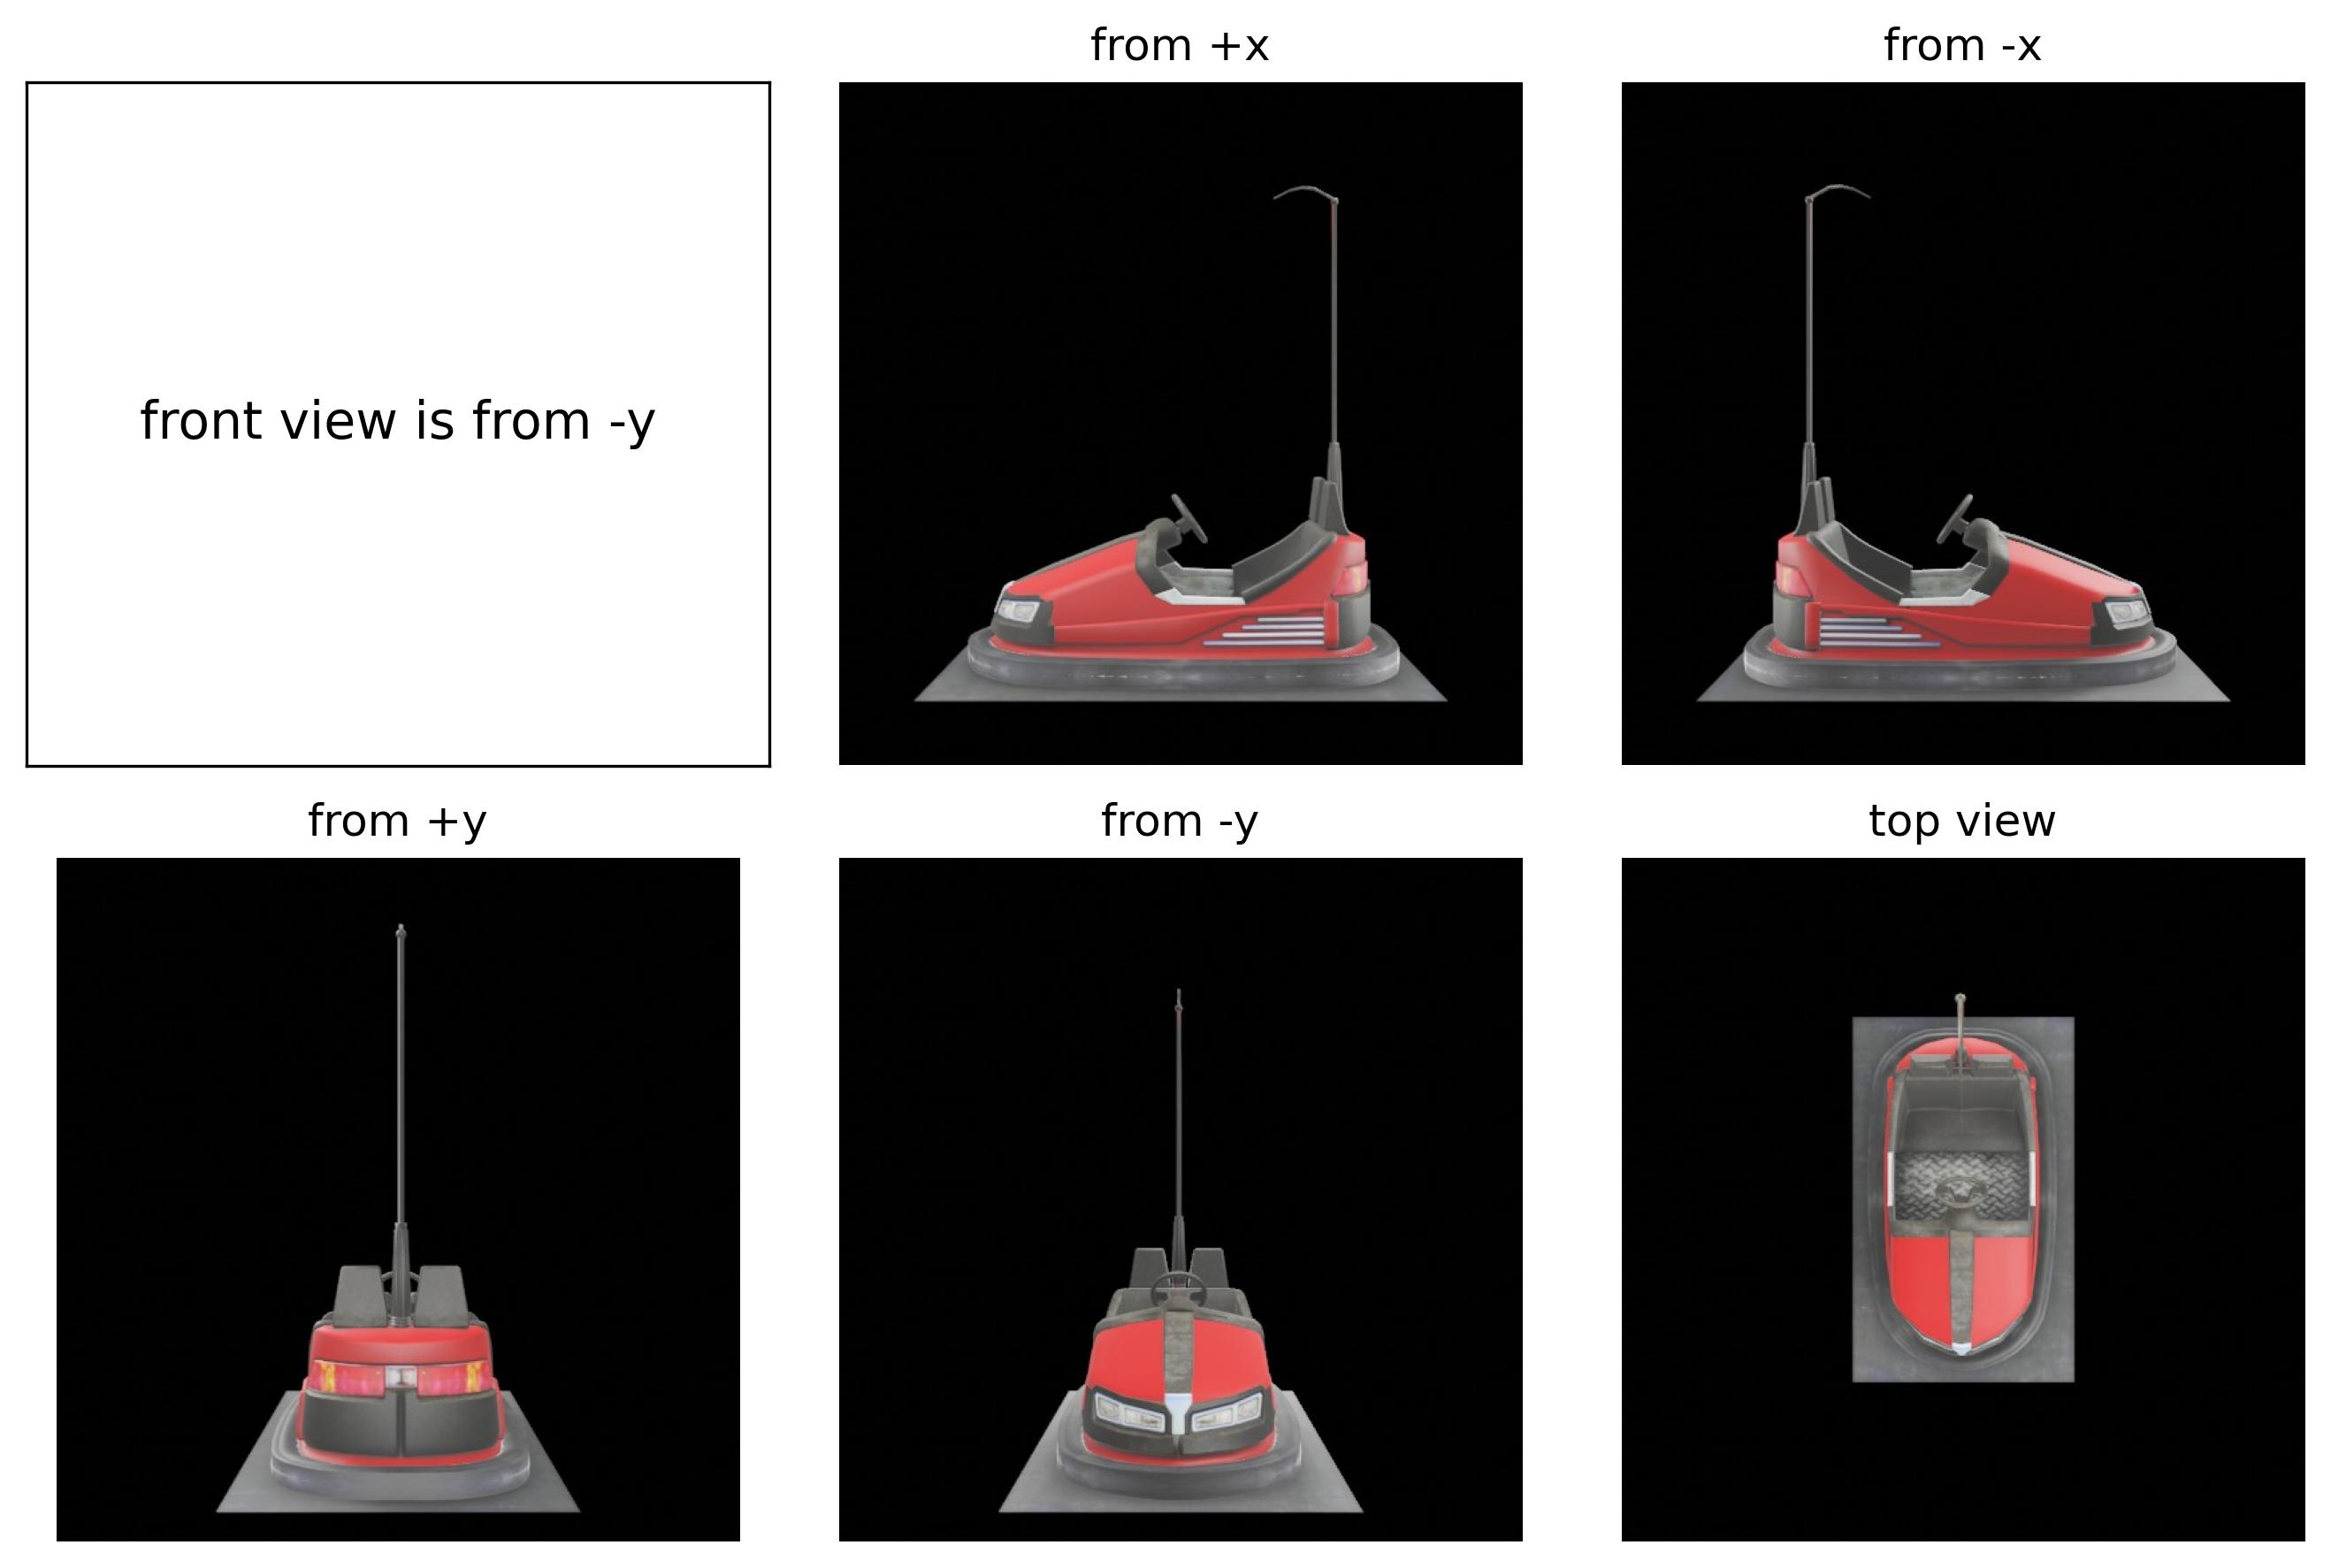 from +x
from -x
front view is from -y
from +y
from -y
top view